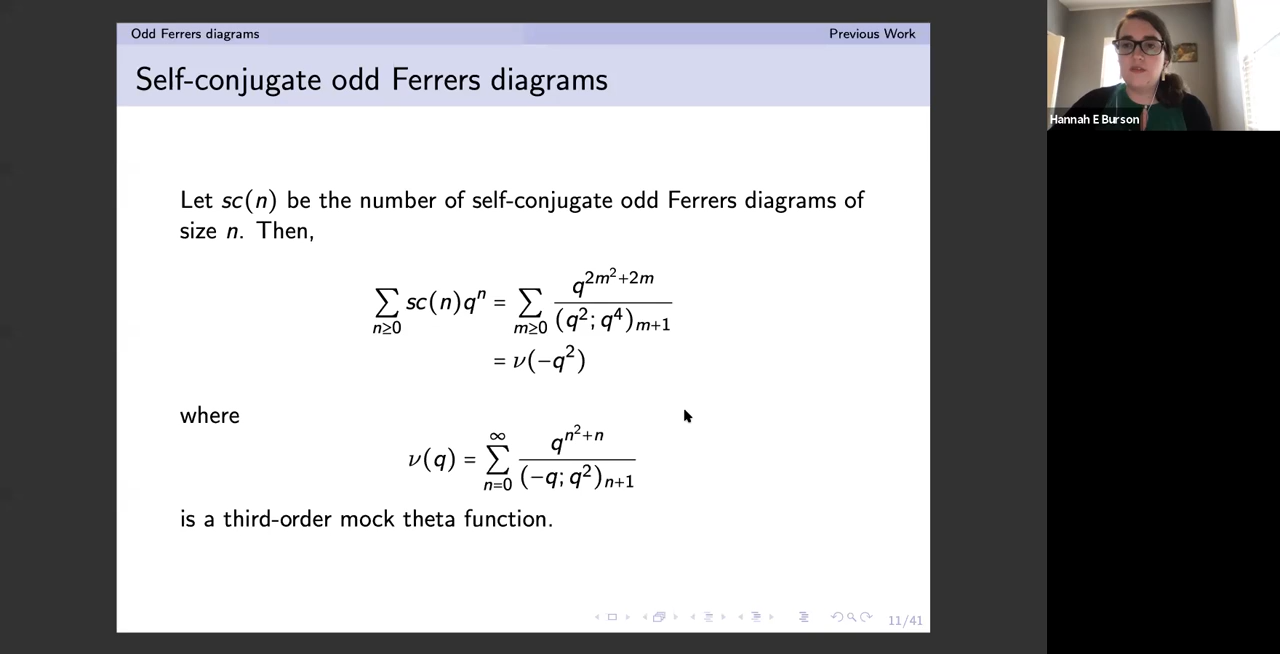 Odd Ferrers diagrams Previous Work
Self-conjugate odd Ferrers diagrams
Hannah E Burson
Let sc(n) be the number of self-conjugate odd Ferrers diagrams of
size n. Then,
∑_{n≥0} sc(n)q^n = ∑_{m≥0} q^{2m^2+2m} / (q^2; q^4)_{m+1}
= ν(−q^2)
where
ν(q) = ∑_{n=0}^{∞} q^{n^2+n} / (−q; q^2)_{n+1}
is a third-order mock theta function.
11/41